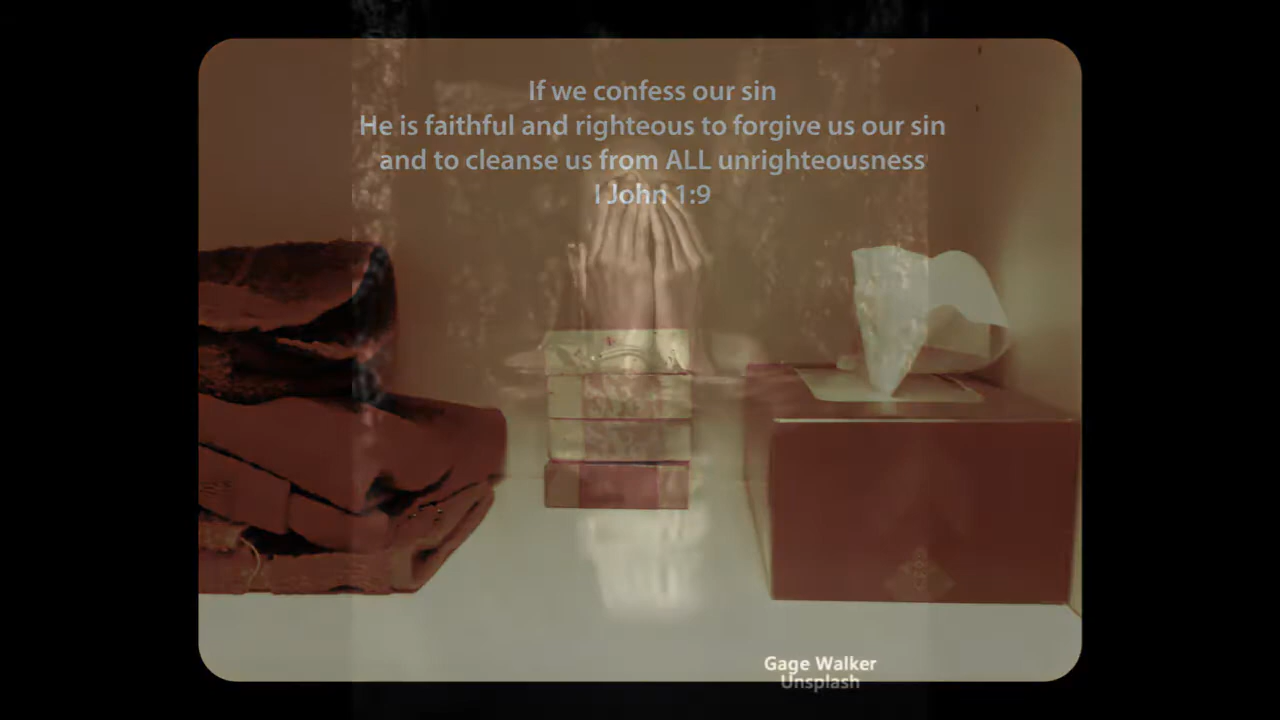 If we confess our sin
He is faithful and righteous to forgive us our sin
and to cleanse us from ALL unrighteousness
I John 1:9
Gage Walker
Unsplash